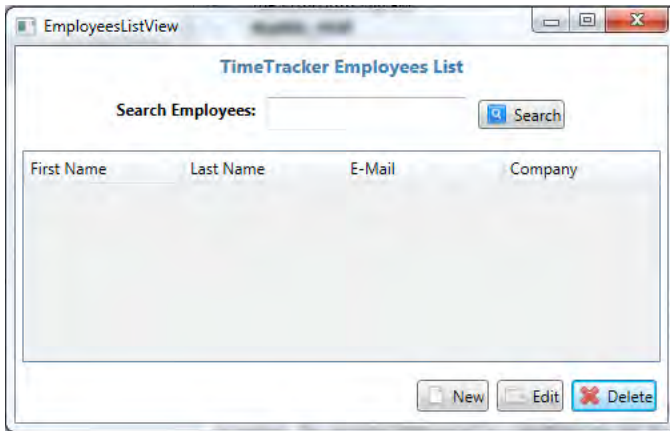 EmployeesListView
TimeTracker Employees List
Search Employees: Search
First Name Last Name E-Mail Company
New Edit Delete